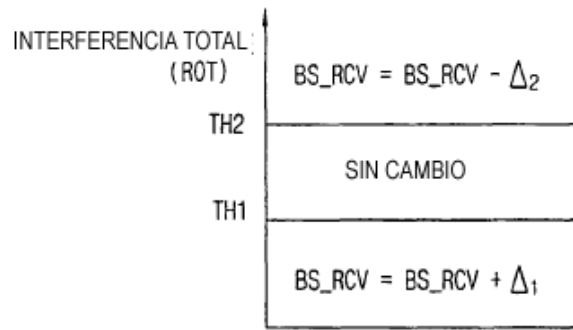 INTERFERENCIA TOTAL
(ROT)
BS_RCV = BS_RCV - Δ2
TH2
SIN CAMBIO
TH1
BS_RCV = BS_RCV + Δ1